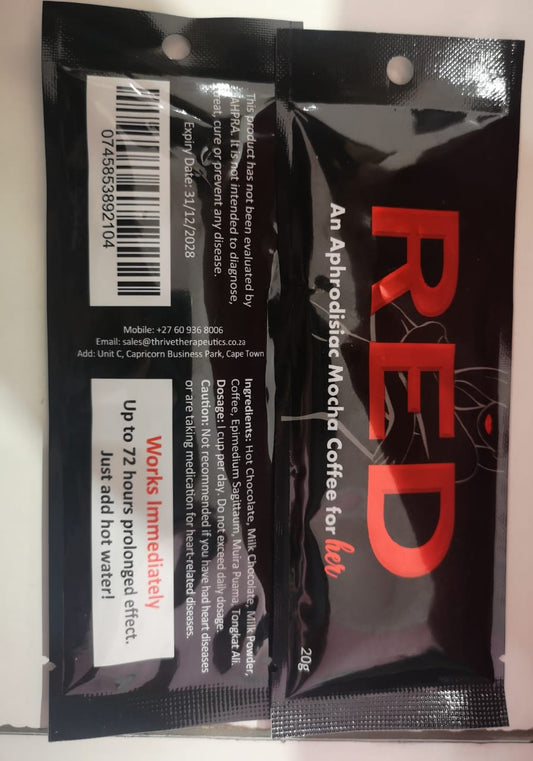 RED
An Aphrodisiac Mocha Coffee for her
20g
This product has not been evaluated by
SAHPRA. It is not intended to diagnose,
treat, cure or prevent any disease.
Expiry Date: 31/12/2028
0745853892104
Mobile: +27 60 936 8006
Email: sales@thrivetherapeutics.co.za
Add: Unit C, Capricorn Business Park, Cape Town
Ingredients: Hot Chocolate, Milk Chocolate, Milk Powder,
Coffee, Epimedium Sagittaum, Muira Puama, Tongkat Ali.
Dosage: 1 cup per day. Do not exceed daily dosage.
Caution: Not recommended if you have had heart diseases
or are taking medication for heart-related diseases.
Works Immediately
Up to 72 hours prolonged effect.
Just add hot water!